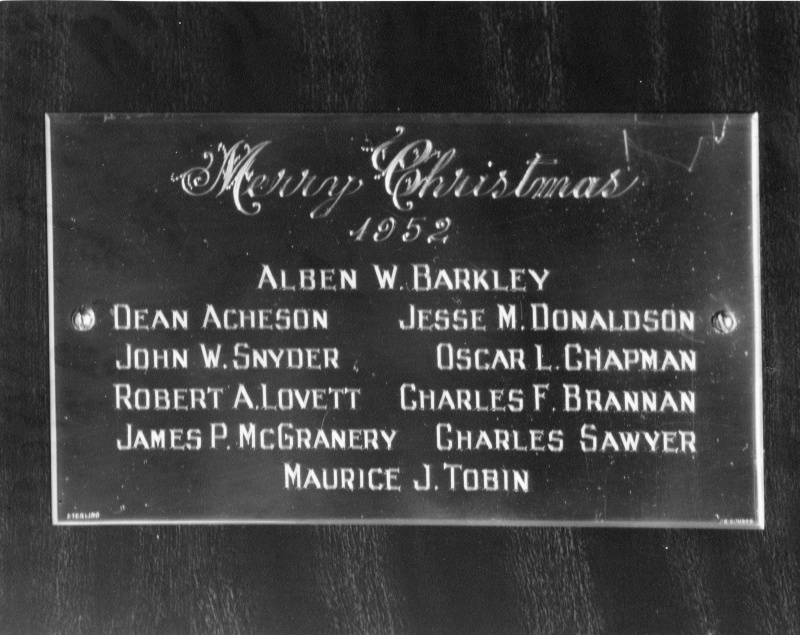 Merry Christmas
1952
ALBEN W. BARKLEY
DEAN ACHESON JESSE M. DONALDSON
JOHN W. SNYDER OSCAR L. CHAPMAN
ROBERT A. LOVETT CHARLES F. BRANNAN
JAMES P. MCGRANERY CHARLES SAWYER
MAURICE J. TOBIN
STERLING